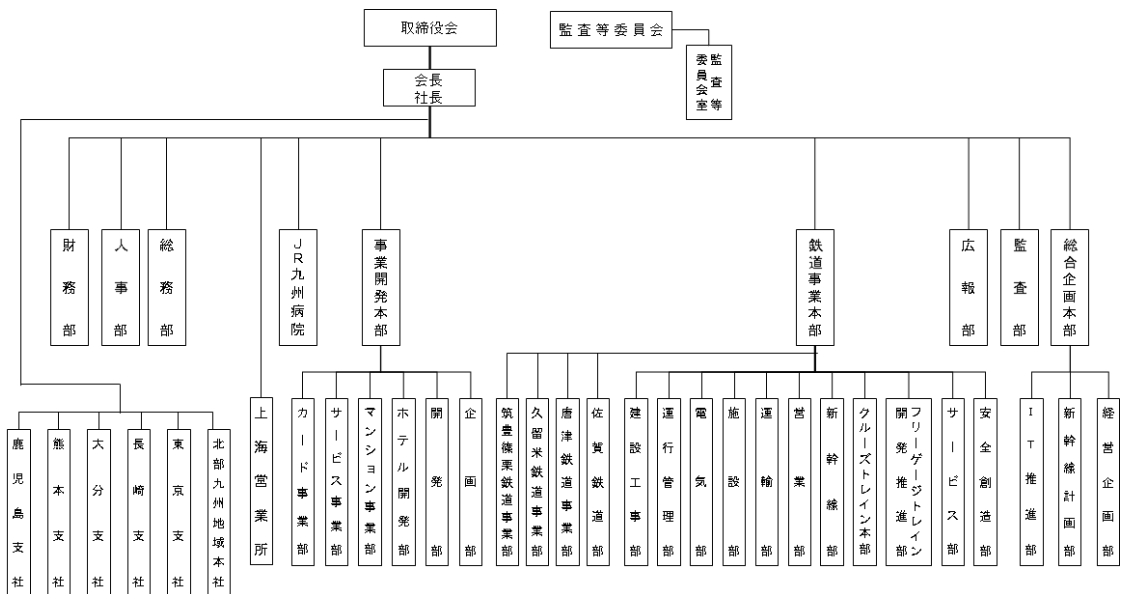 取締役会
監査等委員会
監査等
委員会室
会長
社長
総合企画本部
監査部
広報部
鉄道事業本部
事業開発本部
JR九州病院
総務部
人事部
財務部
経営企画部
新幹線計画部
IT推進部
安全創造部
サービス部
フリーゲージトレイン
開発推進部
クルーズトレイン本部
新幹線部
営業部
運輸部
施設部
電気部
運行管理部
建設工事部
佐賀鉄道部
唐津鉄道事業部
久留米鉄道事業部
筑豊篠栗鉄道事業部
企画部
開発部
ホテル開発部
マンション事業部
サービス事業部
カード事業部
上海営業所
北部九州地域本社
東京支社
長崎支社
大分支社
熊本支社
鹿児島支社